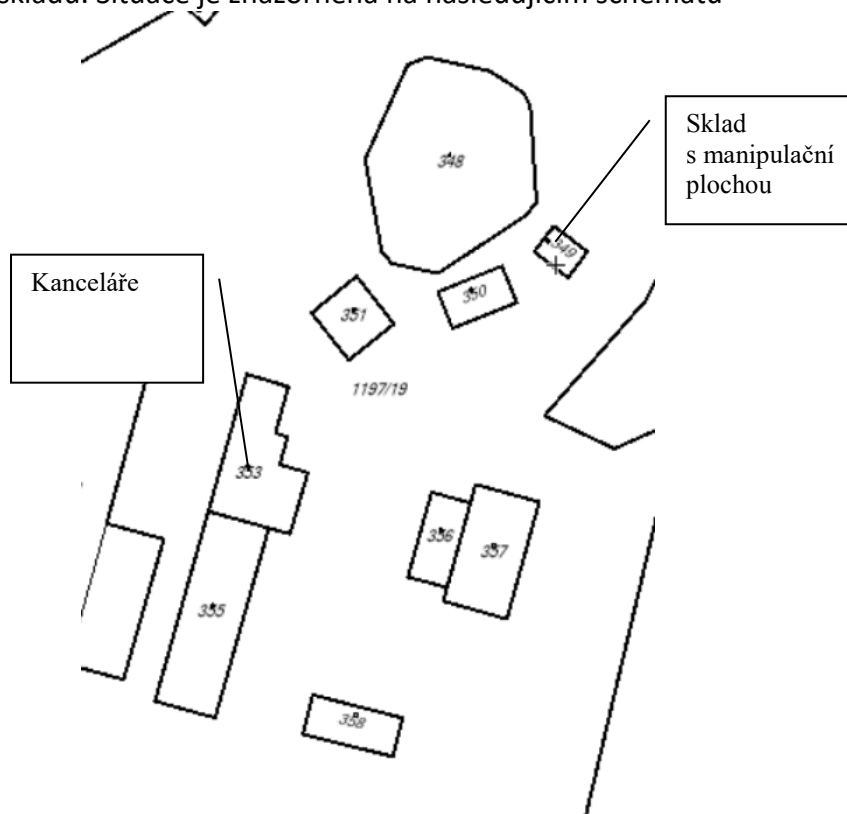 skladu. Situace je znázorněna na následujícím schématu
348
Sklad
s manipulační
plochou
349
Kanceláře
350
351
1197/19
353
356
357
355
358